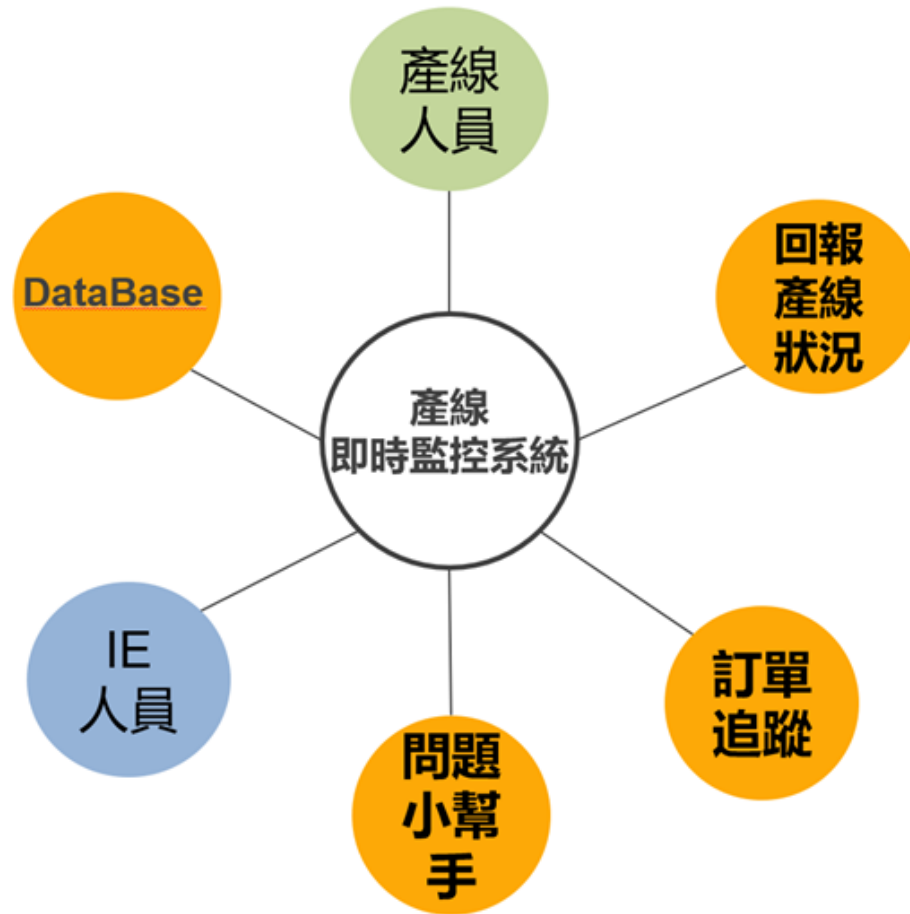 產線
人員
DataBase
回報
產線
狀況
產線
即時監控系統
IE
人員
訂單
追蹤
問題
小幫
手